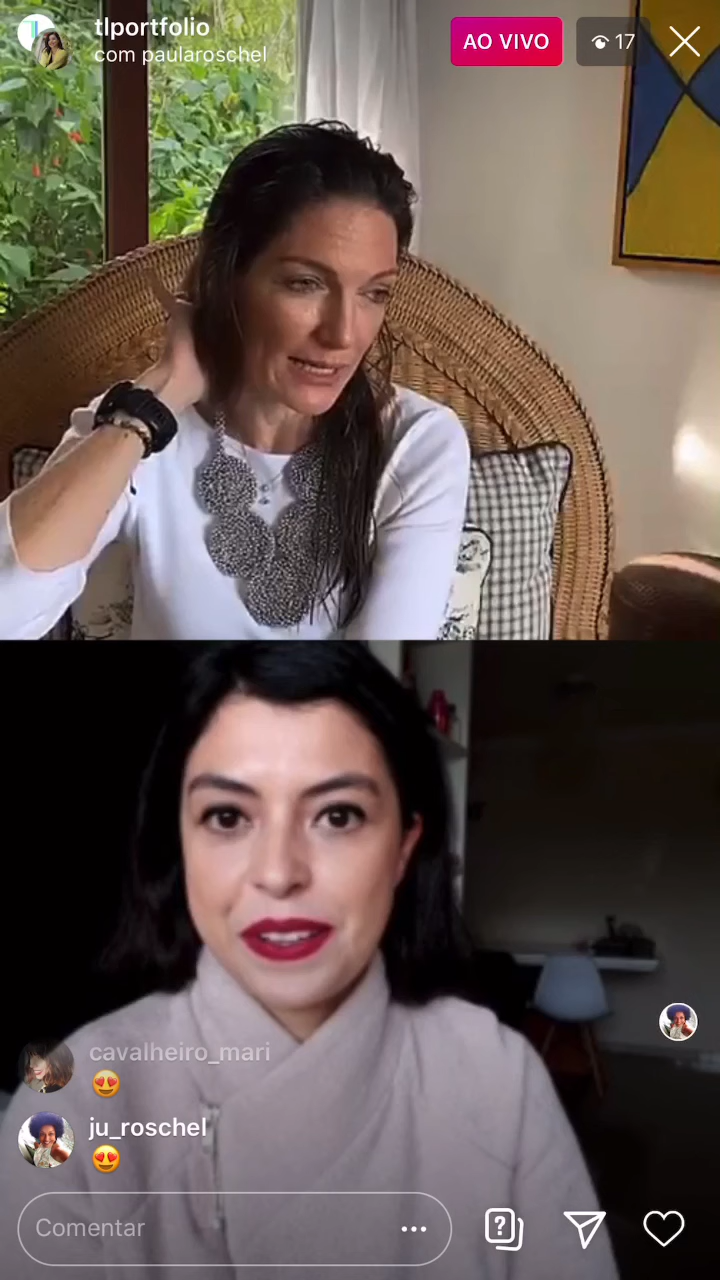 tlportfolio
com paularoschel
AO VIVO
17
cavalheiro_mari
😍
ju_roschel
😍
Comentar